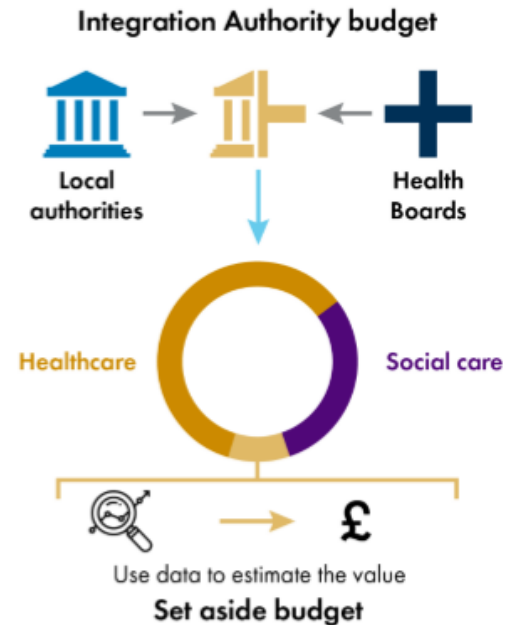 Integration Authority budget
Local
authorities
Health
Boards
Healthcare
Social care
£
Use data to estimate the value
Set aside budget